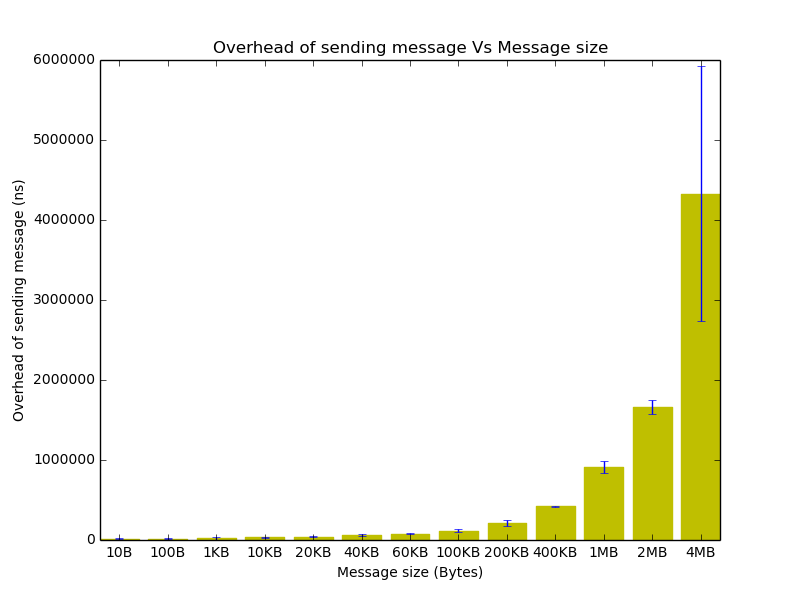 Overhead of sending message Vs Message size
Overhead of sending message (ns)
6000000
5000000
4000000
3000000
2000000
1000000
0
10B 100B 1KB 10KB 20KB 40KB 60KB 100KB 200KB 400KB 1MB 2MB 4MB
Message size (Bytes)